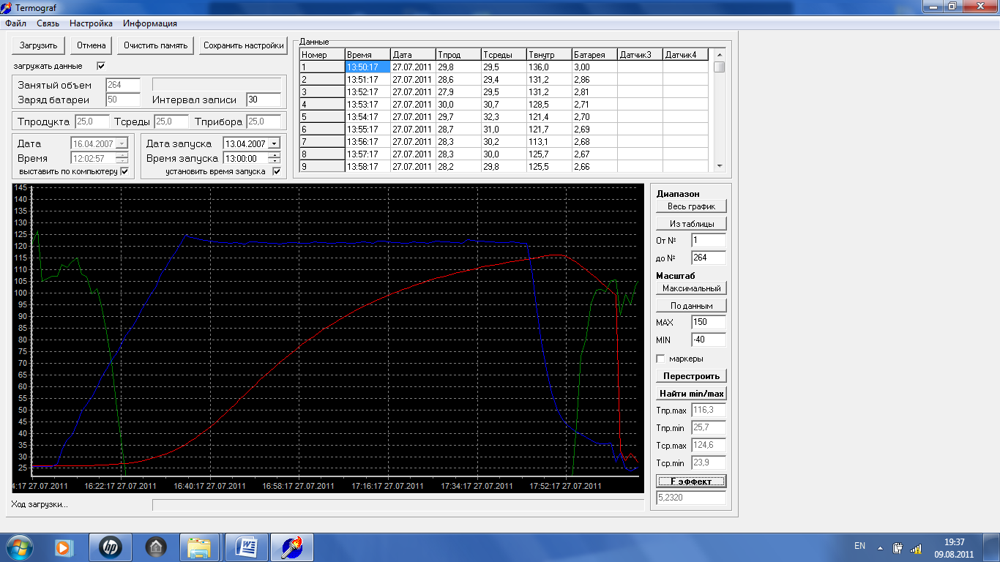 Termograf
Файл Связь Настройка Информация
Загрузить Отмена Очистить память Сохранить настройки
загружать данные
Занятый объем 264
Заряд батареи 50 Интервал записи 30
Тпродукта 25,0 Тсреды 25,0 Тприбора 25,0
Дата 16.04.2007
Время 12:02:57
выставить по компьютеру
Дата запуска 13.04.2007
Время запуска 13:00:00
установить время запуска
Данные
Номер Время Дата Тпрод Тсреды Твнутр Батарея Датчик3 Датчик4
1 13:50:17 27.07.2011 29,8 29,5 136,0 3,00
2 13:51:17 27.07.2011 28,6 29,4 131,2 2,86
3 13:52:17 27.07.2011 27,9 29,5 131,2 2,81
4 13:53:17 27.07.2011 30,0 30,7 128,5 2,71
5 13:54:17 27.07.2011 29,7 32,3 121,4 2,70
6 13:55:17 27.07.2011 28,7 31,0 121,7 2,69
7 13:56:17 27.07.2011 28,3 30,2 113,1 2,68
8 13:57:17 27.07.2011 28,3 30,0 125,7 2,67
9 13:58:17 27.07.2011 28,2 29,8 125,5 2,66
145
140
135
130
125
120
115
110
105
100
95
90
85
80
75
70
65
60
55
50
45
40
35
30
25
4:17 27.07.2011 16:22:17 27.07.2011 16:40:17 27.07.2011 16:58:17 27.07.2011 17:16:17 27.07.2011 17:34:17 27.07.2011 17:52:17 27.07.2011
Ход загрузки...
Диапазон
Весь график
Из таблицы
От № 1
до № 264
Масштаб
Максимальный
По данным
MAX 150
MIN -40
маркеры
Перестроить
Найти min/max
Тпр.max 116,3
Тпр.min 25,7
Тср.max 124,6
Тср.min 23,9
F эффект
5,2320
hp
EN
19:37
09.08.2011